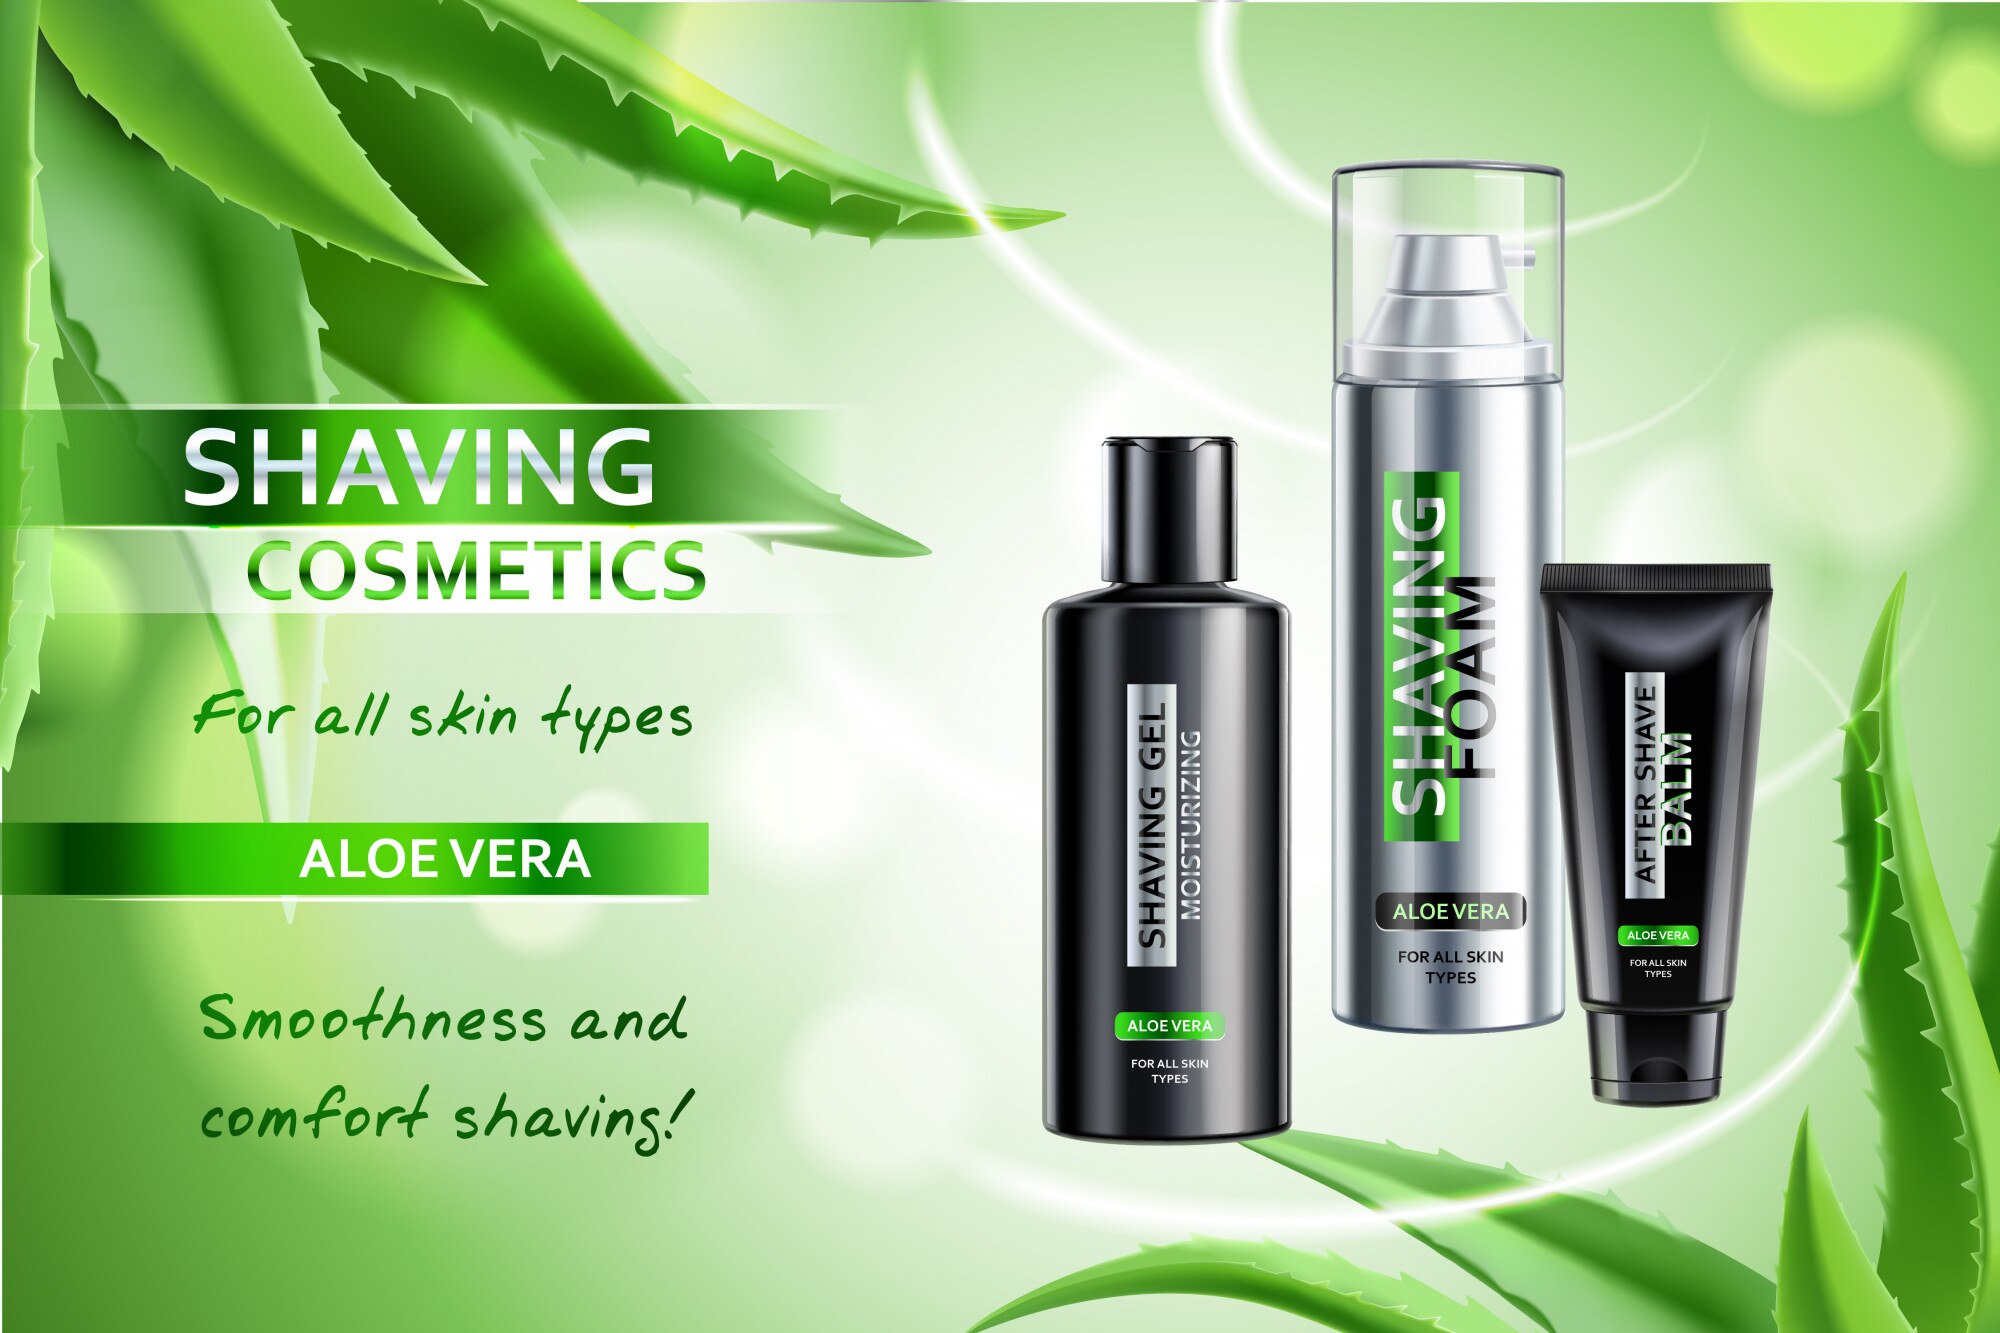 SHAVING
COSMETICS
For all skin types
ALOE VERA
Smoothness and
comfort shaving!
SHAVING GEL
MOISTURIZING
ALOE VERA
FOR ALL SKIN
TYPES
SHAVING
FOAM
ALOE VERA
FOR ALL SKIN
TYPES
AFTER SHAVE
BALM
ALOE VERA
FOR ALL SKIN
TYPES